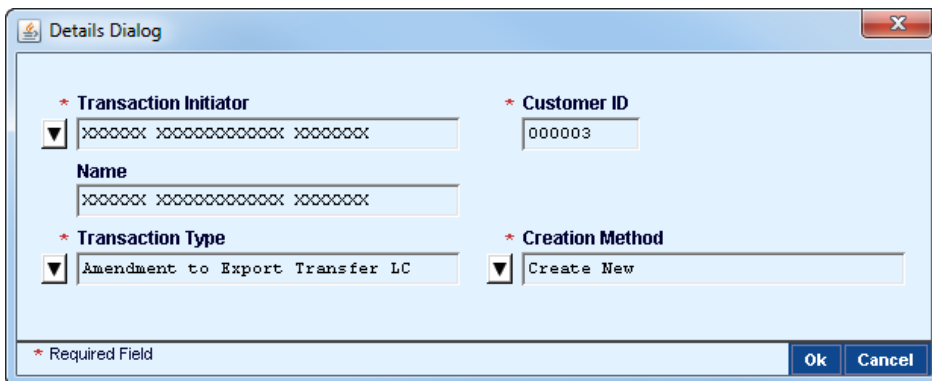 Details Dialog
* Transaction Initiator * Customer ID
XXXXXX XXXXXXXXXXXX XXXXXXX 000003
Name
XXXXXX XXXXXXXXXXXX XXXXXXX
* Transaction Type * Creation Method
Amendment to Export Transfer LC Create New
* Required Field Ok Cancel